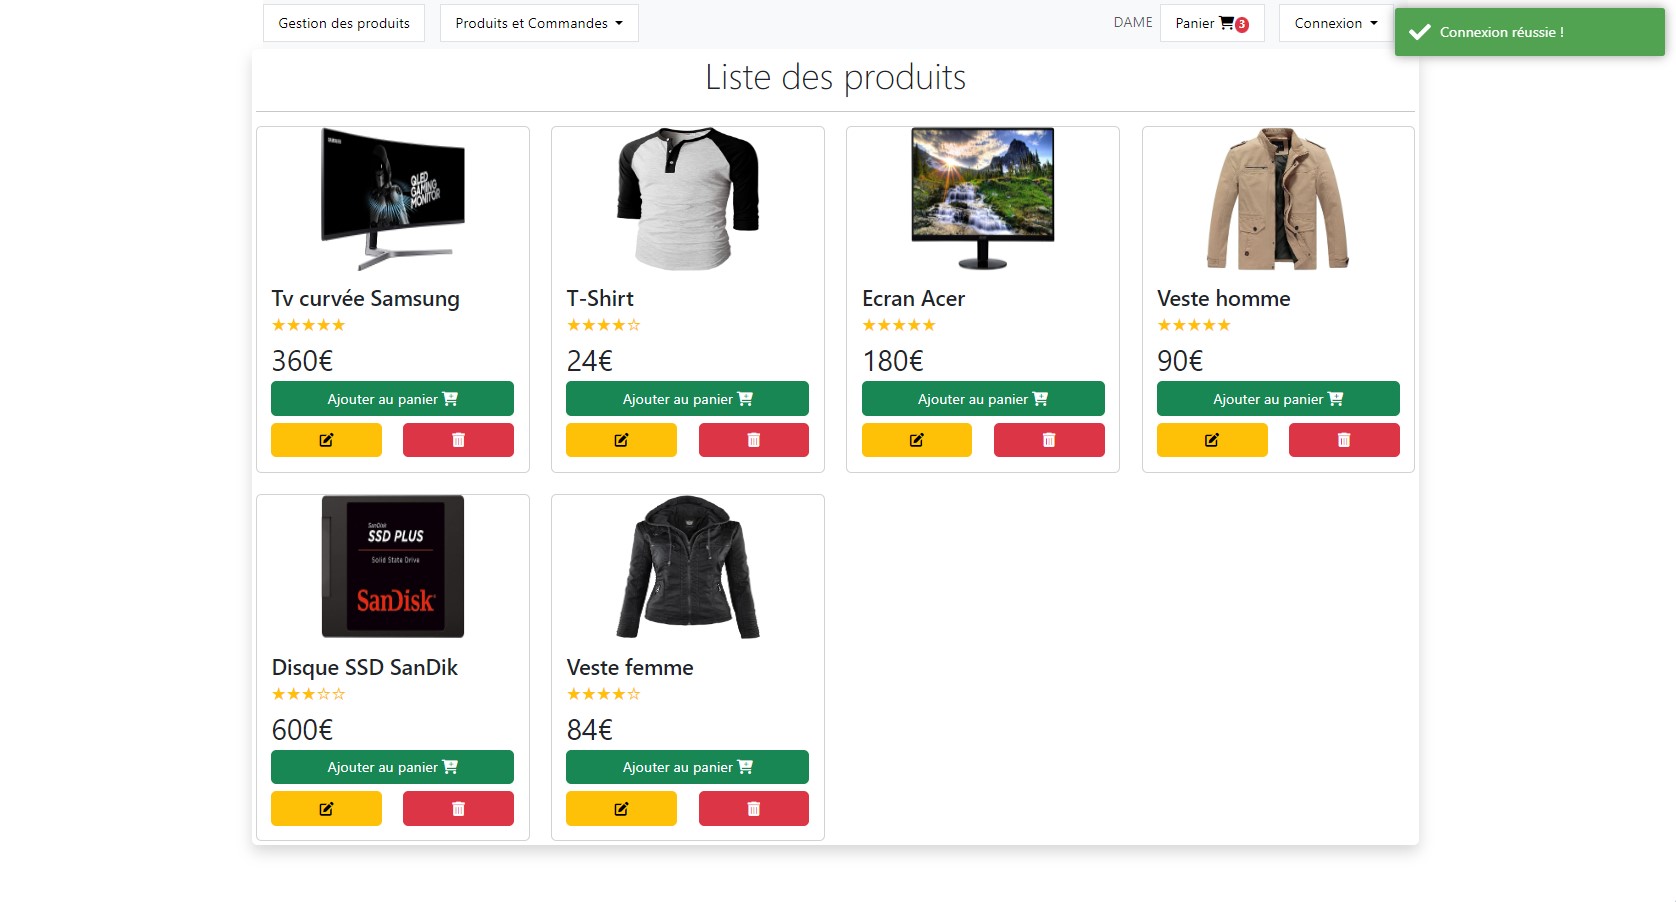 Gestion des produits
Produits et Commandes
DAME
Panier 3
Connexion
Connexion réussie !
Liste des produits
SAMSUNG
QLED
GAMING
MONITOR
Tv curvée Samsung
★★★★★
360€
Ajouter au panier
T-Shirt
★★★★☆
24€
Ajouter au panier
Ecran Acer
★★★★★
180€
Ajouter au panier
Veste homme
★★★★★
90€
Ajouter au panier
SanDisk
SSD PLUS
Solid State Drive
SanDisk
Disque SSD SanDik
★★★☆☆
600€
Ajouter au panier
Veste femme
★★★★☆
84€
Ajouter au panier